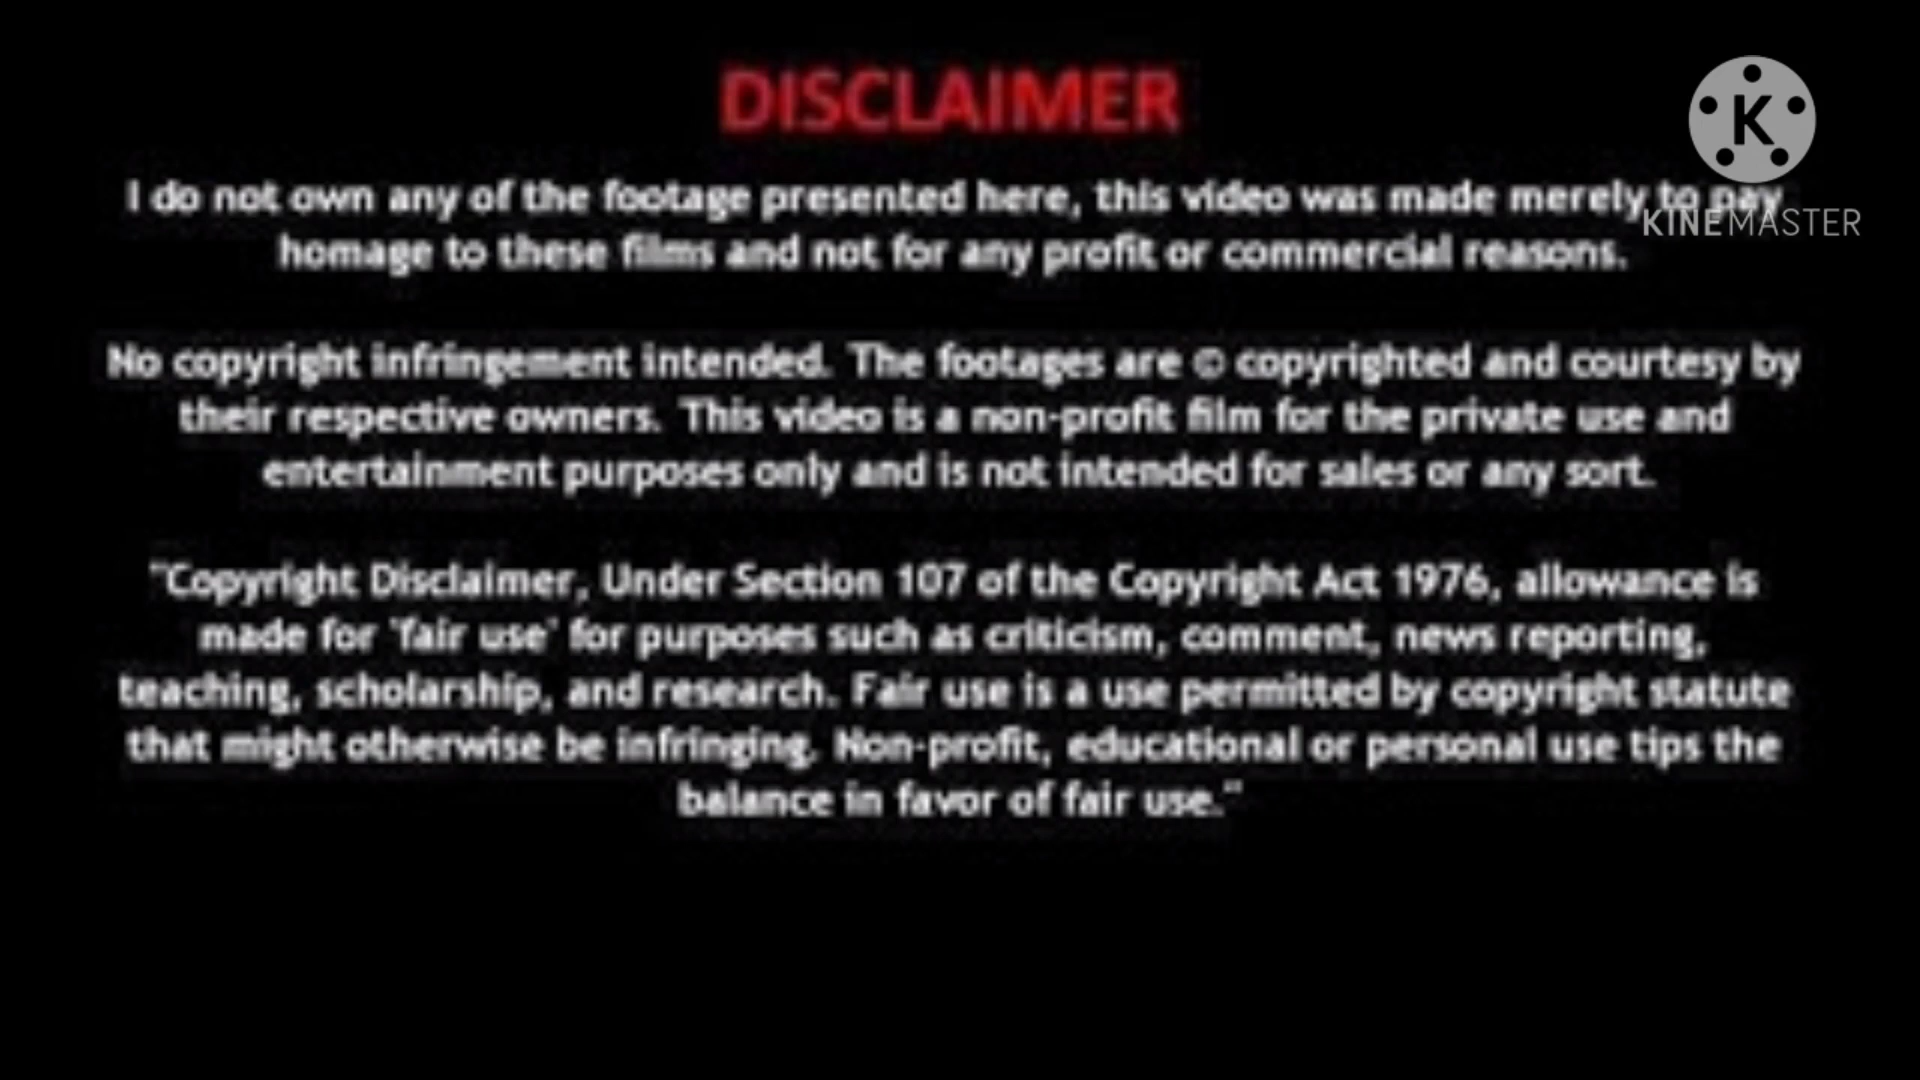 DISCLAIMER
I do not own any of the footage presented here, this video was made merely to pay
homage to these films and not for any profit or commercial reasons.
No copyright infringement intended. The footages are © copyrighted and courtesy by
their respective owners. This video is a non-profit film for the private use and
entertainment purposes only and is not intended for sales or any sort.
"Copyright Disclaimer, Under Section 107 of the Copyright Act 1976, allowance is
made for 'fair use' for purposes such as criticism, comment, news reporting,
teaching, scholarship, and research. Fair use is a use permitted by copyright statute
that might otherwise be infringing. Non-profit, educational or personal use tips the
balance in favor of fair use."
K
KINEMASTER